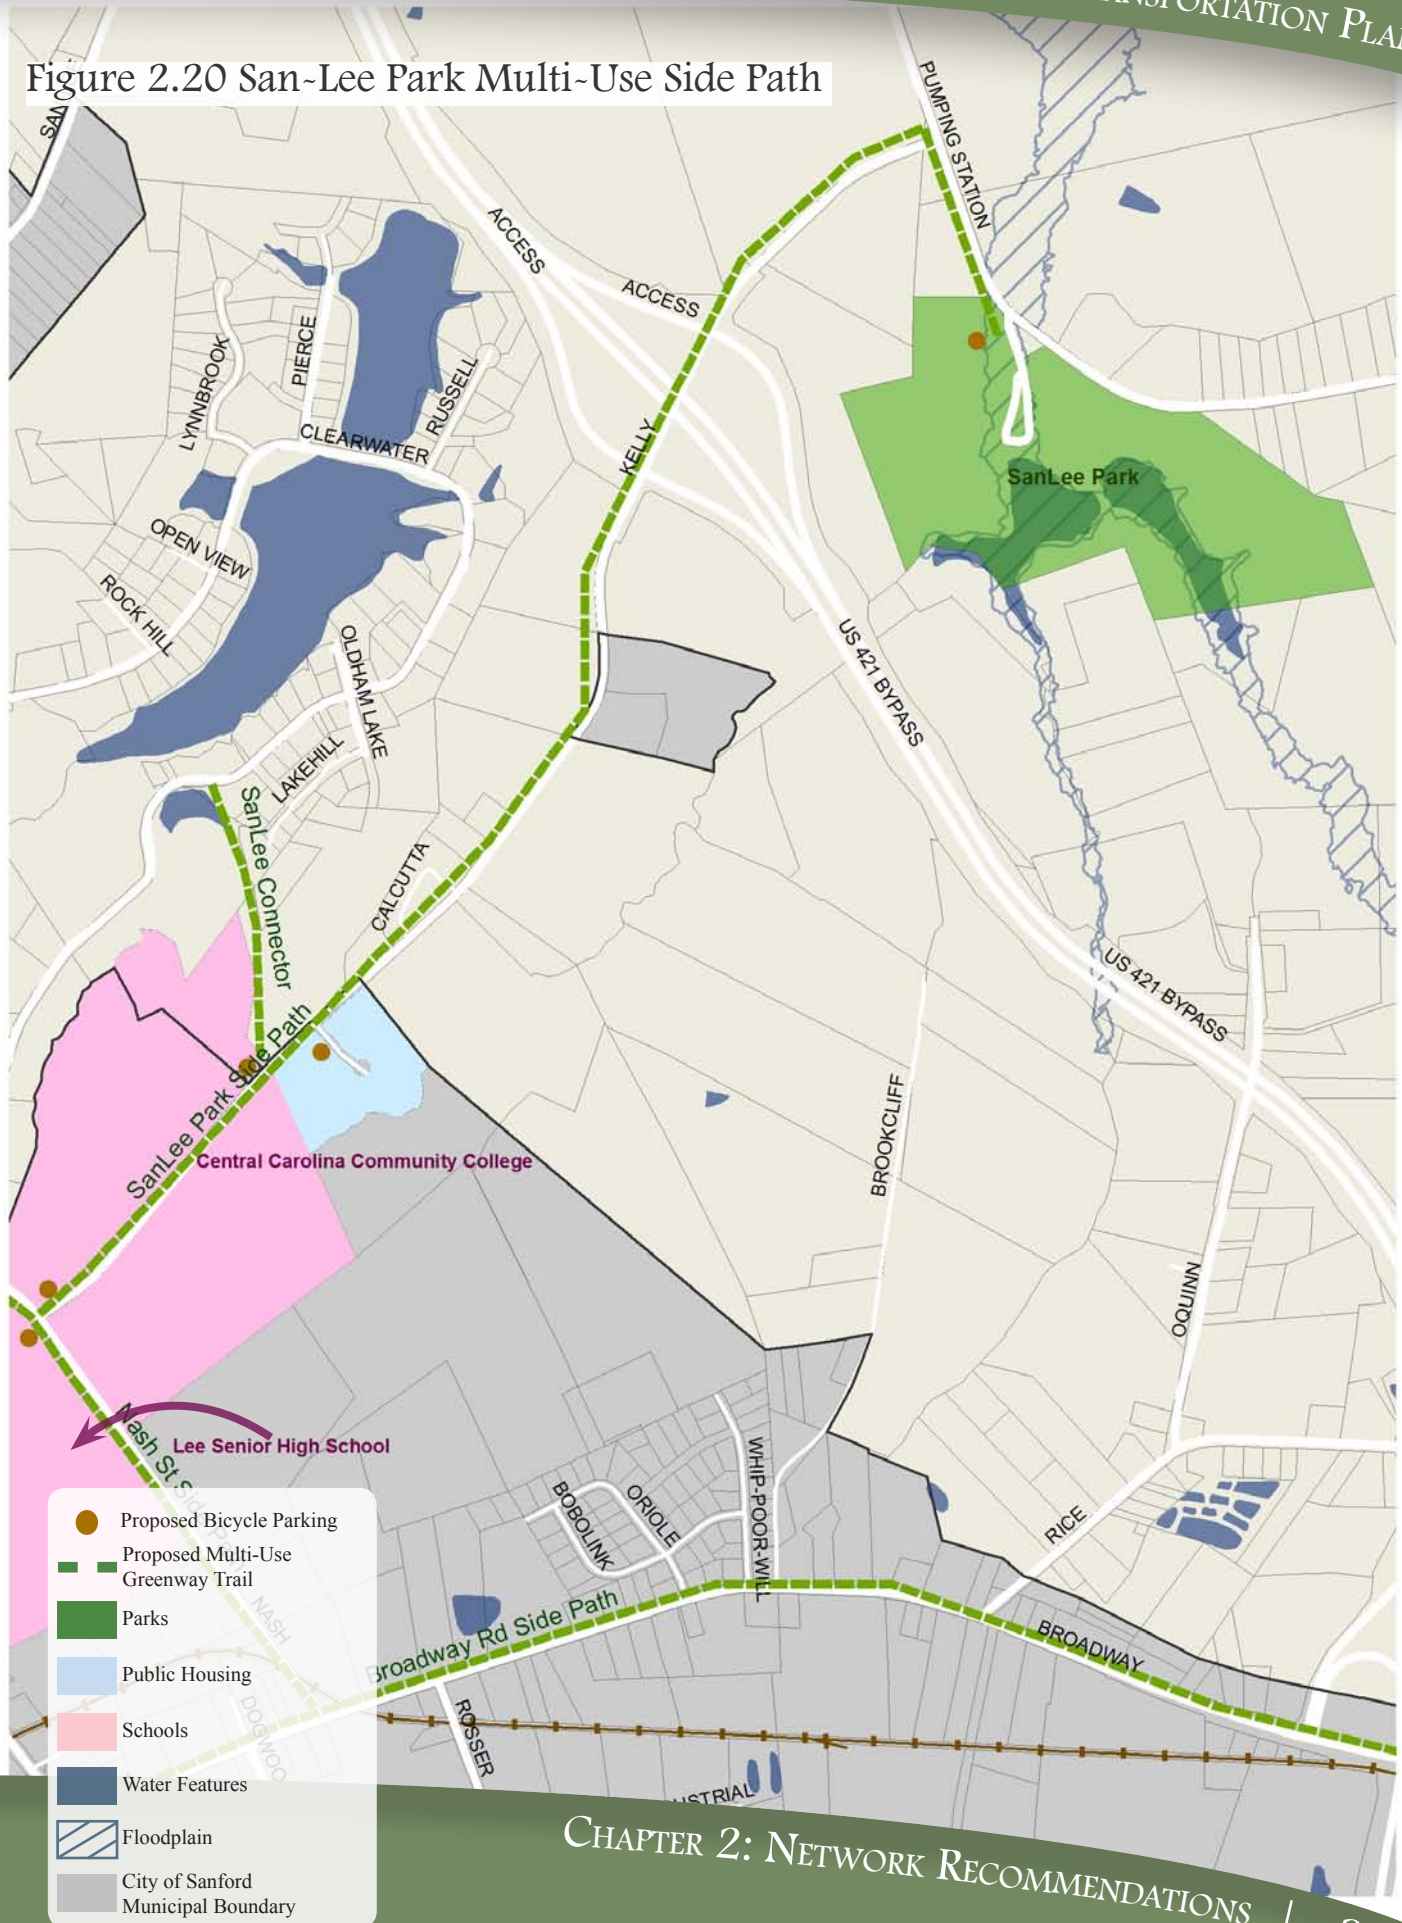 TRANSPORTATION PLAN
Figure 2.20 San-Lee Park Multi-Use Side Path
PUMPING STATION
ACCESS
ACCESS
LYNNBROOK
PIERCE
RUSSELL
CLEARWATER
KELLY
SanLee Park
OPEN VIEW
ROCK HILL
OLDHAM LAKE
LAKEHILL
US 421 BYPASS
SanLee Connector
CALCUTTA
US 421 BYPASS
SanLee Park Side Path
BROOKCLIFF
Central Carolina Community College
OQUINN
Nash St Side Path
Lee Senior High School
WHIP-POOR-WILL
BOBOLINK
ORIOLE
RICE
NASH
Broadway Rd Side Path
BROADWAY
ROSSER
Proposed Bicycle Parking
Proposed Multi-Use
Greenway Trail
Parks
Public Housing
Schools
Water Features
Floodplain
City of Sanford
Municipal Boundary
Chapter 2: Network Recommendations |